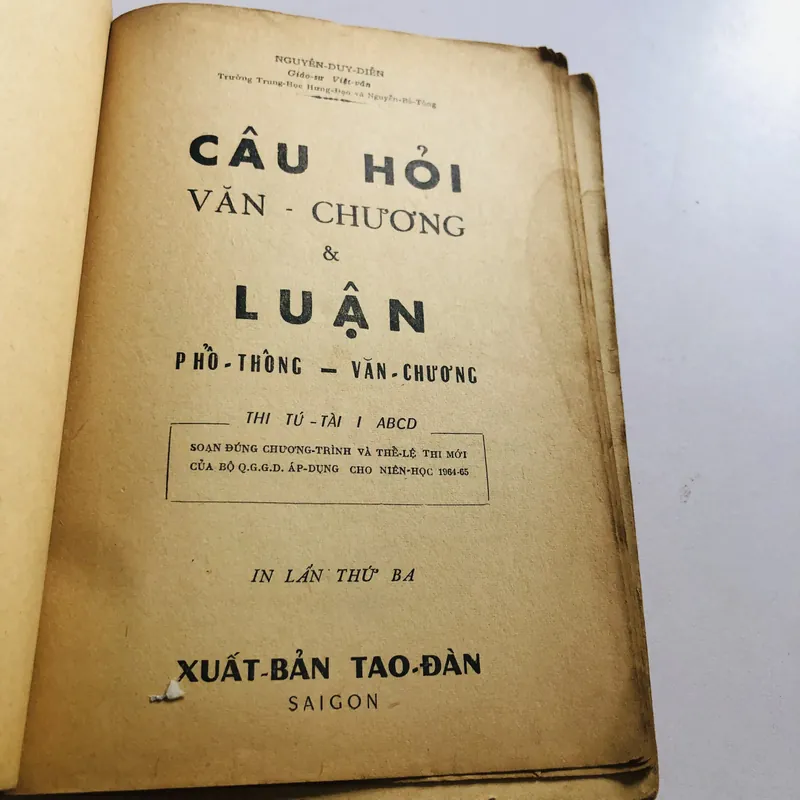 NGUYỄN-DUY-DIỄN
Giáo-sư Việt-văn
Trường Trung-Học Hưng-Đạo và Nguyễn-Bá-Tòng
CÂU HỎI
VĂN - CHƯƠNG
&
LUẬN
PHỔ-THÔNG — VĂN-CHƯƠNG
THI TÚ-TÀI I ABCD
SOẠN ĐÚNG CHƯƠNG-TRÌNH VÀ THỂ-LỆ THI MỚI
CỦA BỘ Q.G.G.D. ÁP-DỤNG CHO NIÊN-HỌC 1964-65
IN LẦN THỨ BA
XUẤT-BẢN TAO-ĐÀN
SAIGON